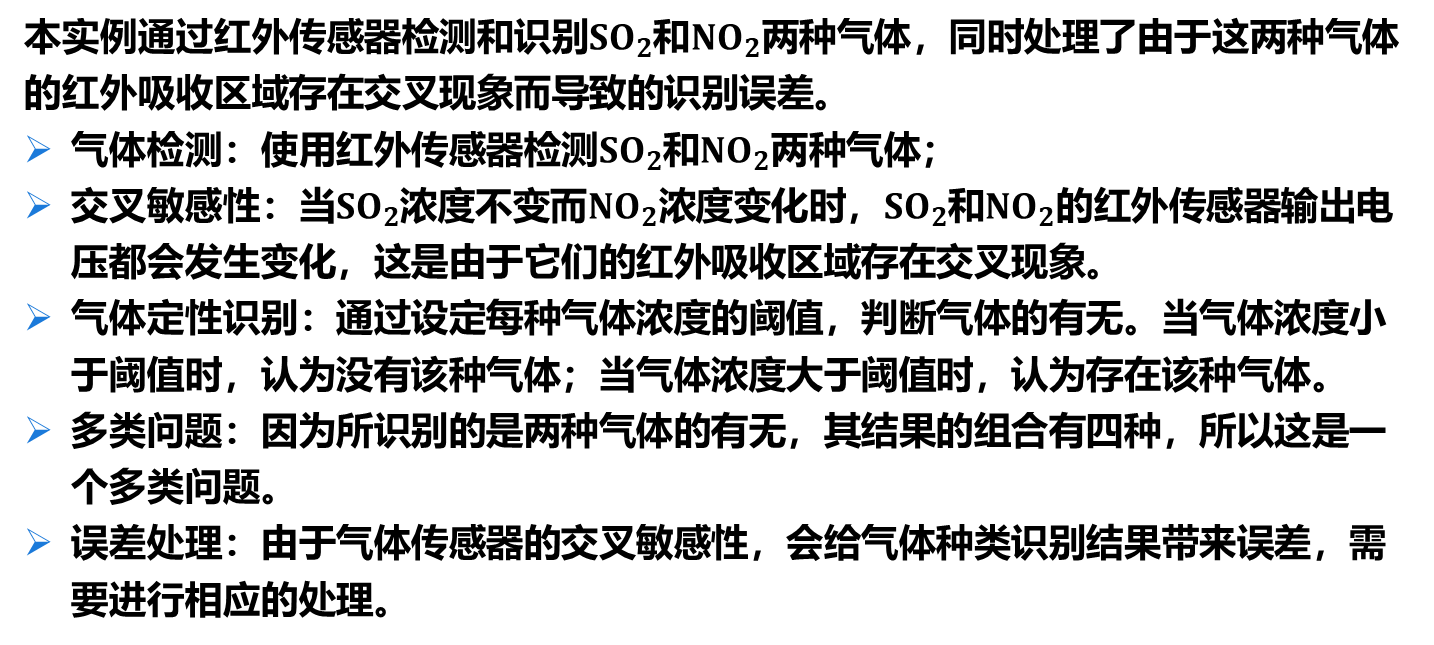 本实例通过红外传感器检测和识别SO₂和NO₂两种气体，同时处理了由于这两种气体
的红外吸收区域存在交叉现象而导致的识别误差。
➢ 气体检测：使用红外传感器检测SO₂和NO₂两种气体；
➢ 交叉敏感性：当SO₂浓度不变而NO₂浓度变化时，SO₂和NO₂的红外传感器输出电
压都会发生变化，这是由于它们的红外吸收区域存在交叉现象。
➢ 气体定性识别：通过设定每种气体浓度的阈值，判断气体的有无。当气体浓度小
于阈值时，认为没有该种气体；当气体浓度大于阈值时，认为存在该种气体。
➢ 多类问题：因为所识别的是两种气体的有无，其结果的组合有四种，所以这是一
个多类问题。
➢ 误差处理：由于气体传感器的交叉敏感性，会给气体种类识别结果带来误差，需
要进行相应的处理。